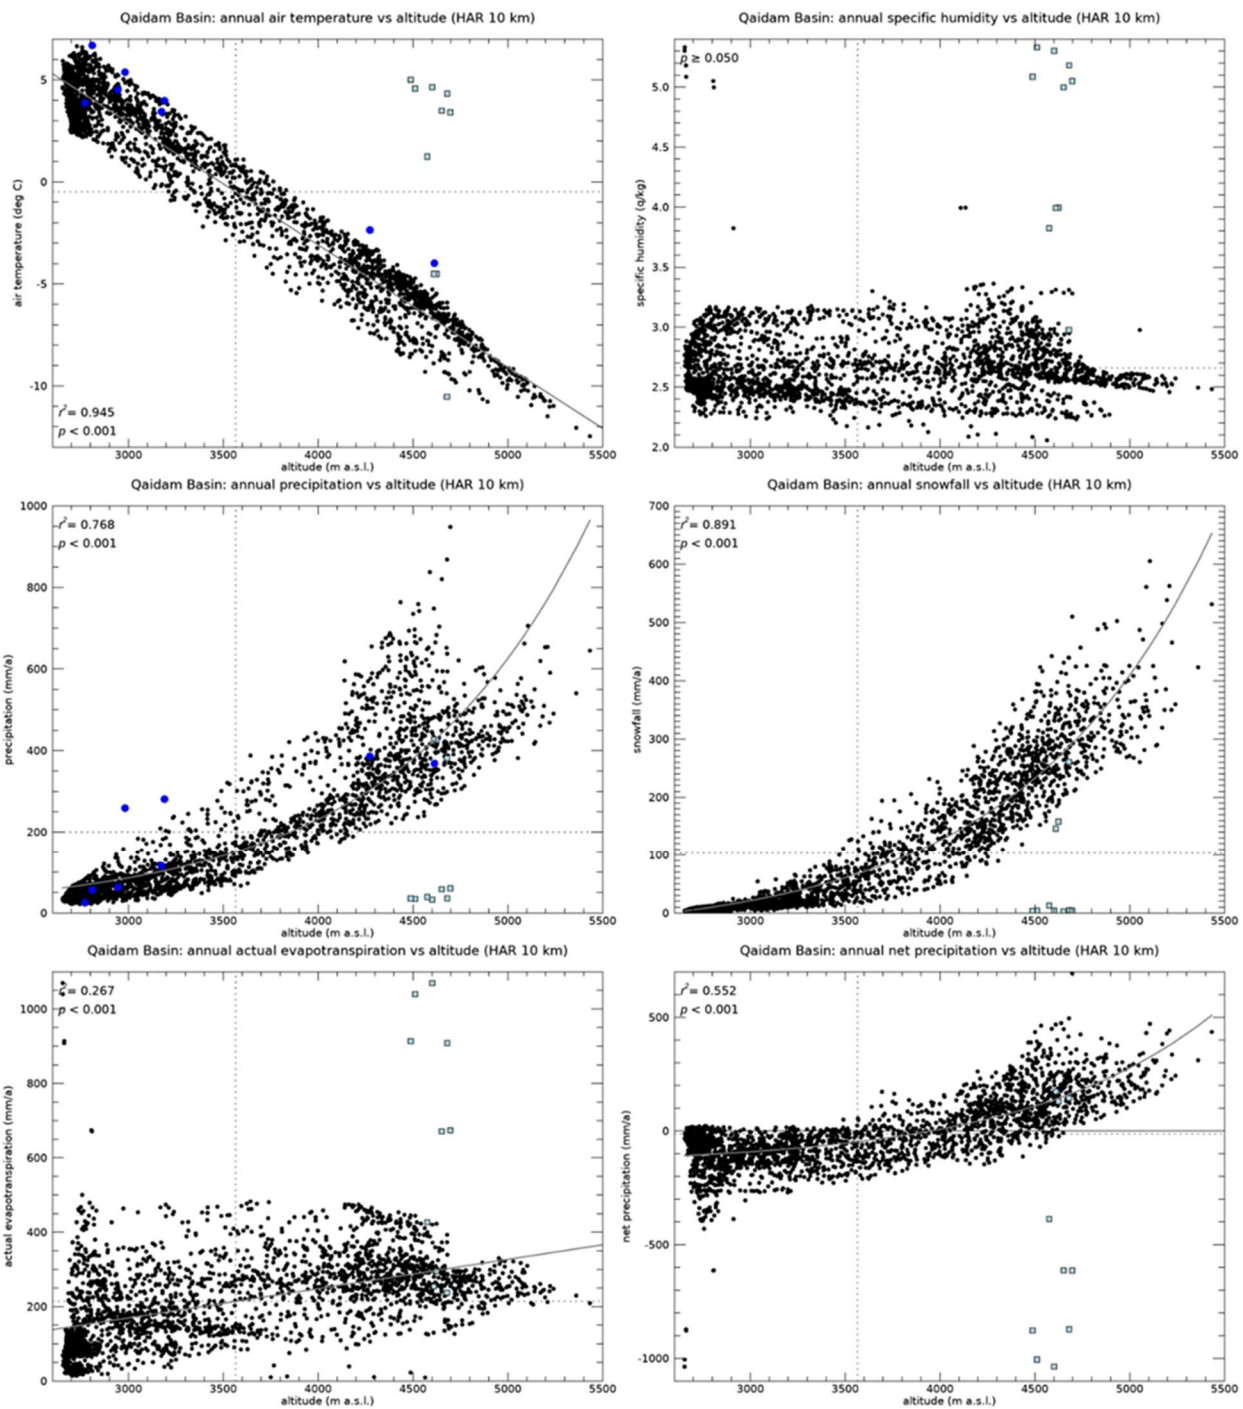 Qaidam Basin: annual air temperature vs altitude (HAR 10 km)
air temperature (deg C)
5
0
-5
-10
r²= 0.945
p < 0.001
3000 3500 4000 4500 5000 5500
altitude (m a.s.l.)
Qaidam Basin: annual specific humidity vs altitude (HAR 10 km)
p ≥ 0.050
specific humidity (q/kg)
5.0
4.5
4.0
3.5
3.0
2.5
2.0
3000 3500 4000 4500 5000 5500
altitude (m a.s.l.)
Qaidam Basin: annual precipitation vs altitude (HAR 10 km)
r²= 0.768
p < 0.001
precipitation (mm/a)
1000
800
600
400
200
0
3000 3500 4000 4500 5000 5500
altitude (m a.s.l.)
Qaidam Basin: annual snowfall vs altitude (HAR 10 km)
r²= 0.891
p < 0.001
snowfall (mm/a)
700
600
500
400
300
200
100
0
3000 3500 4000 4500 5000 5500
altitude (m a.s.l.)
Qaidam Basin: annual actual evapotranspiration vs altitude (HAR 10 km)
r²= 0.267
p < 0.001
actual evapotranspiration (mm/a)
1000
800
600
400
200
0
3000 3500 4000 4500 5000 5500
altitude (m a.s.l.)
Qaidam Basin: annual net precipitation vs altitude (HAR 10 km)
r²= 0.552
p < 0.001
net precipitation (mm/a)
500
0
-500
-1000
3000 3500 4000 4500 5000 5500
altitude (m a.s.l.)